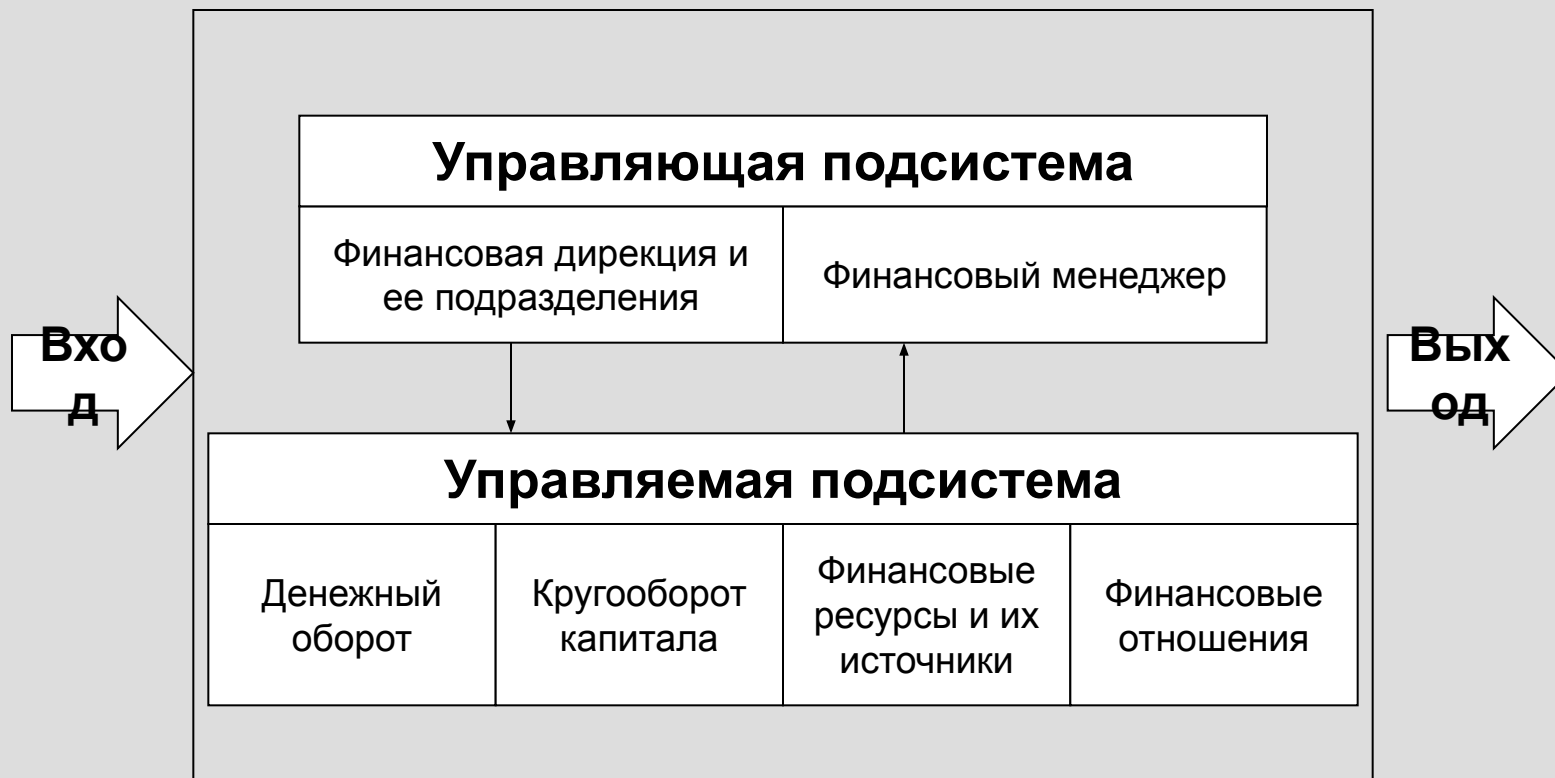 Управляющая подсистема
Финансовая дирекция и
ее подразделения
Финансовый менеджер
Вхо
д
Вых
од
Управляемая подсистема
Денежный
оборот
Кругооборот
капитала
Финансовые
ресурсы и их
источники
Финансовые
отношения